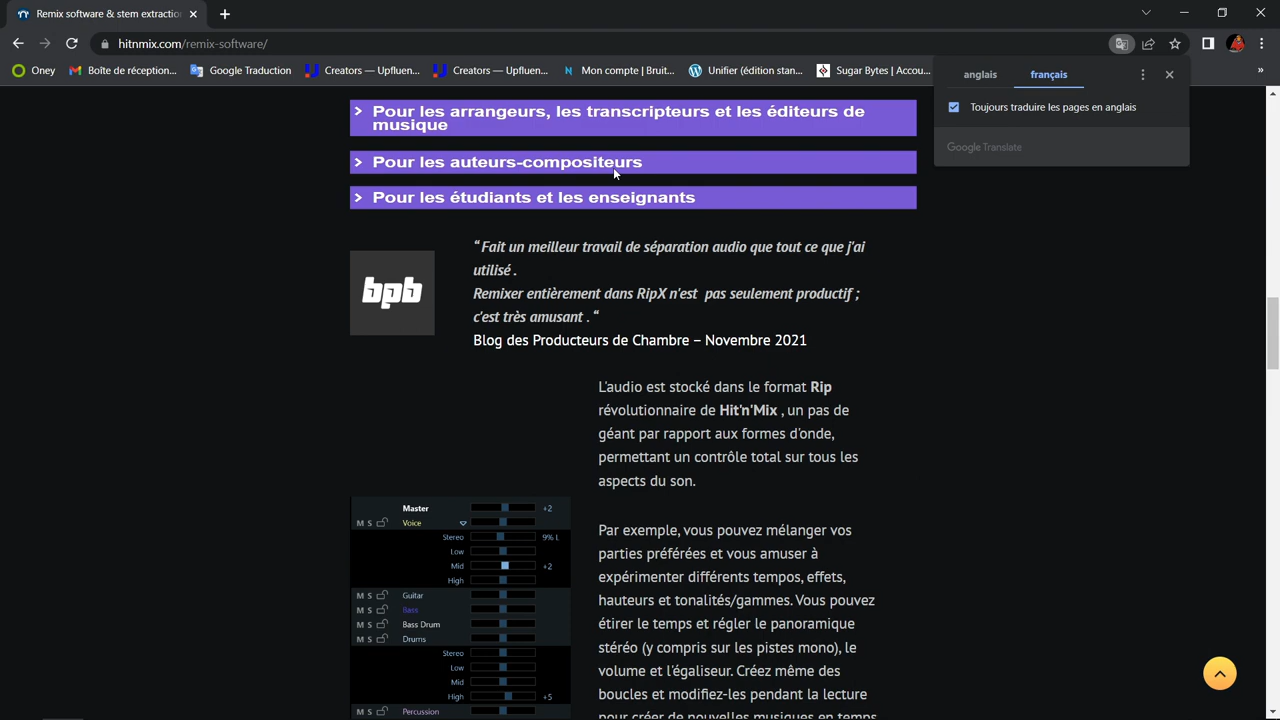 Remix software & stem extractio
hitnmix.com/remix-software/
Oney
Boîte de réception...
Google Traduction
Creators — Upfluen...
Creators — Upfluen...
Mon compte | Bruit...
Unifier (édition stan...
Sugar Bytes | Accou...
»
anglais
français
Toujours traduire les pages en anglais
Google Translate
> Pour les arrangeurs, les transcripteurs et les éditeurs de
musique
> Pour les auteurs-compositeurs
> Pour les étudiants et les enseignants
bpb
“ Fait un meilleur travail de séparation audio que tout ce que j'ai
utilisé .
Remixer entièrement dans RipX n'est pas seulement productif ;
c'est très amusant . “
Blog des Producteurs de Chambre – Novembre 2021
L'audio est stocké dans le format Rip
révolutionnaire de Hit'n'Mix , un pas de
géant par rapport aux formes d'onde,
permettant un contrôle total sur tous les
aspects du son.
Par exemple, vous pouvez mélanger vos
parties préférées et vous amuser à
expérimenter différents tempos, effets,
hauteurs et tonalités/gammes. Vous pouvez
étirer le temps et régler le panoramique
stéréo (y compris sur les pistes mono), le
volume et l'égaliseur. Créez même des
boucles et modifiez-les pendant la lecture
pour créer de nouvelles musiques en temps
Master +2
M S Voice
Stereo 9% L
Low
Mid +2
High
M S Guitar
M S Bass
M S Bass Drum
M S Drums
Stereo
Low
Mid
High +5
M S Percussion